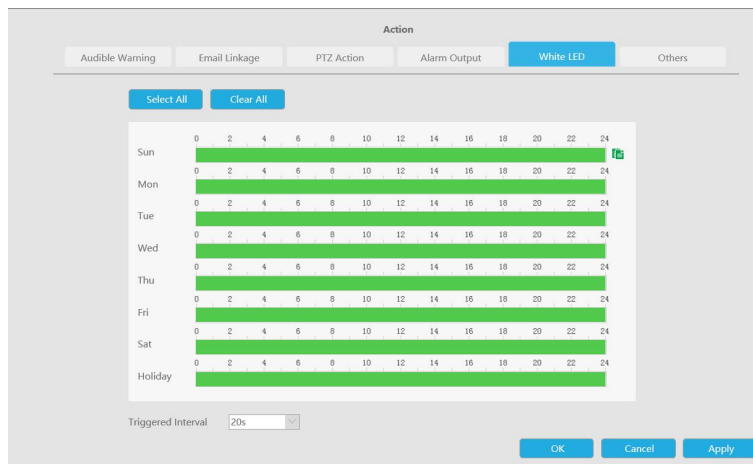 Action
Audible Warning Email Linkage PTZ Action Alarm Output White LED Others
Select All Clear All
0 2 4 6 8 10 12 14 16 18 20 22 24
Sun
0 2 4 6 8 10 12 14 16 18 20 22 24
Mon
0 2 4 6 8 10 12 14 16 18 20 22 24
Tue
0 2 4 6 8 10 12 14 16 18 20 22 24
Wed
0 2 4 6 8 10 12 14 16 18 20 22 24
Thu
0 2 4 6 8 10 12 14 16 18 20 22 24
Fri
0 2 4 6 8 10 12 14 16 18 20 22 24
Sat
0 2 4 6 8 10 12 14 16 18 20 22 24
Holiday
Triggered Interval 20s
OK Cancel Apply